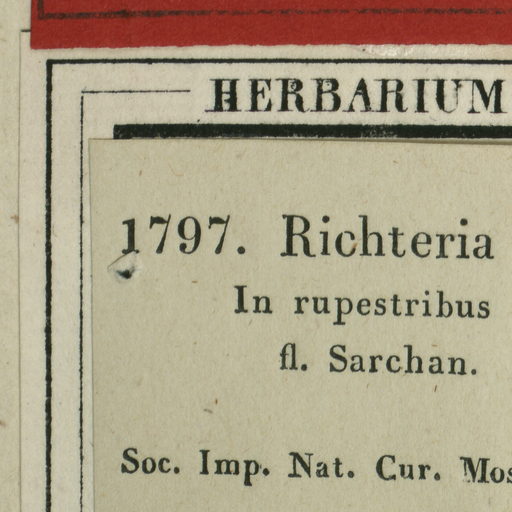 HERBARIUM
1797. Richteria
In rupestribus
fl. Sarchan.
Soc. Imp. Nat. Cur. Mos